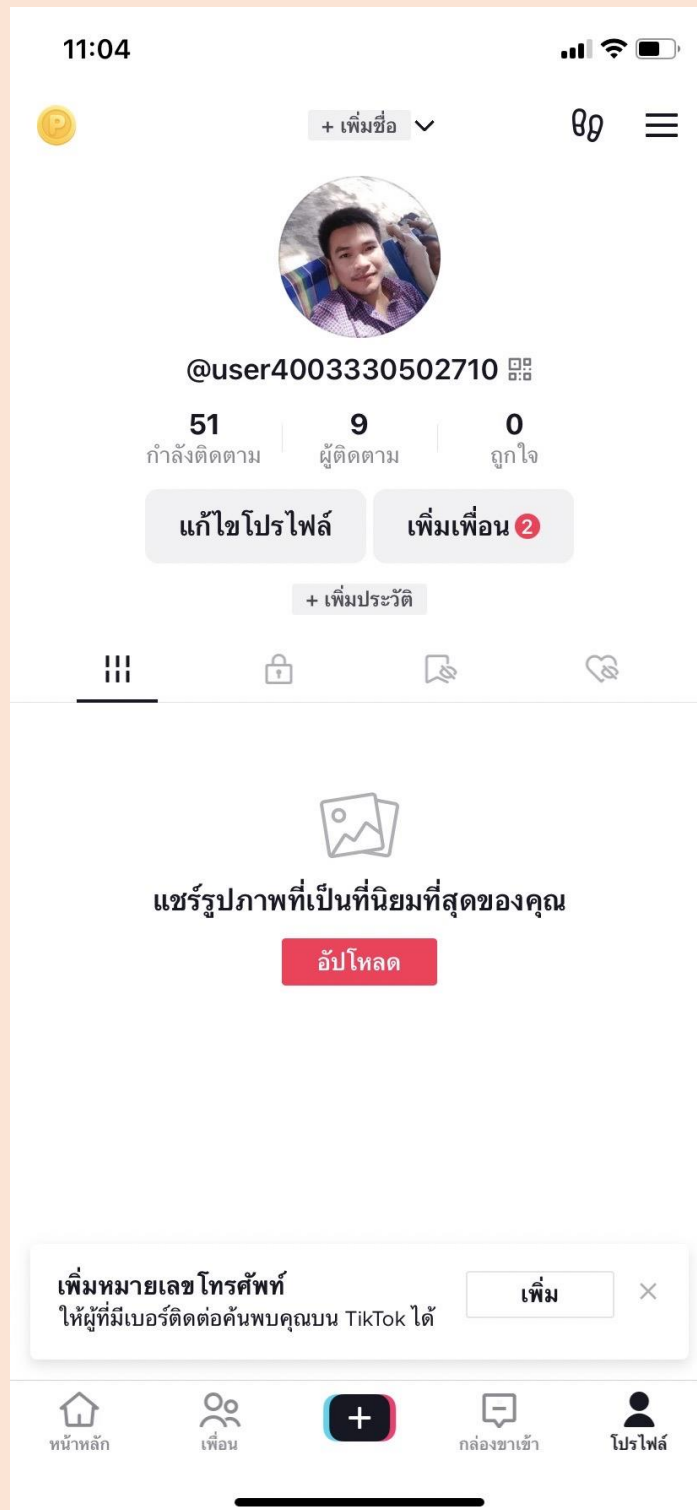 11:04
P
+ เพิ่มชื่อ
@user4003330502710
51 9 0
กำลังติดตาม ผู้ติดตาม ถูกใจ
แก้ไขโปรไฟล์ เพิ่มเพื่อน 2
+ เพิ่มประวัติ
แชร์รูปภาพที่เป็นที่นิยมที่สุดของคุณ
อัปโหลด
เพิ่มหมายเลขโทรศัพท์
ให้ผู้ที่มีเบอร์ติดต่อค้นพบคุณบน TikTok ได้
เพิ่ม
หน้าหลัก เพื่อน กล่องขาเข้า โปรไฟล์